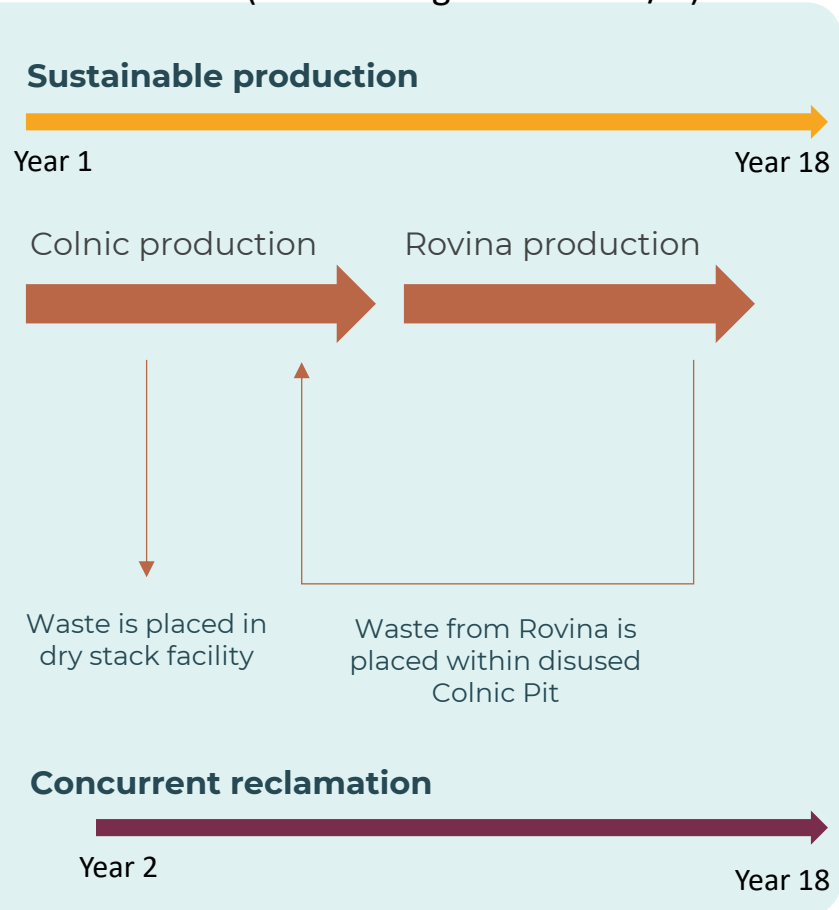 Sustainable production
Year 1
Year 18
Colnic production
Rovina production
Waste is placed in
dry stack facility
Waste from Rovina is
placed within disused
Colnic Pit
Concurrent reclamation
Year 2
Year 18